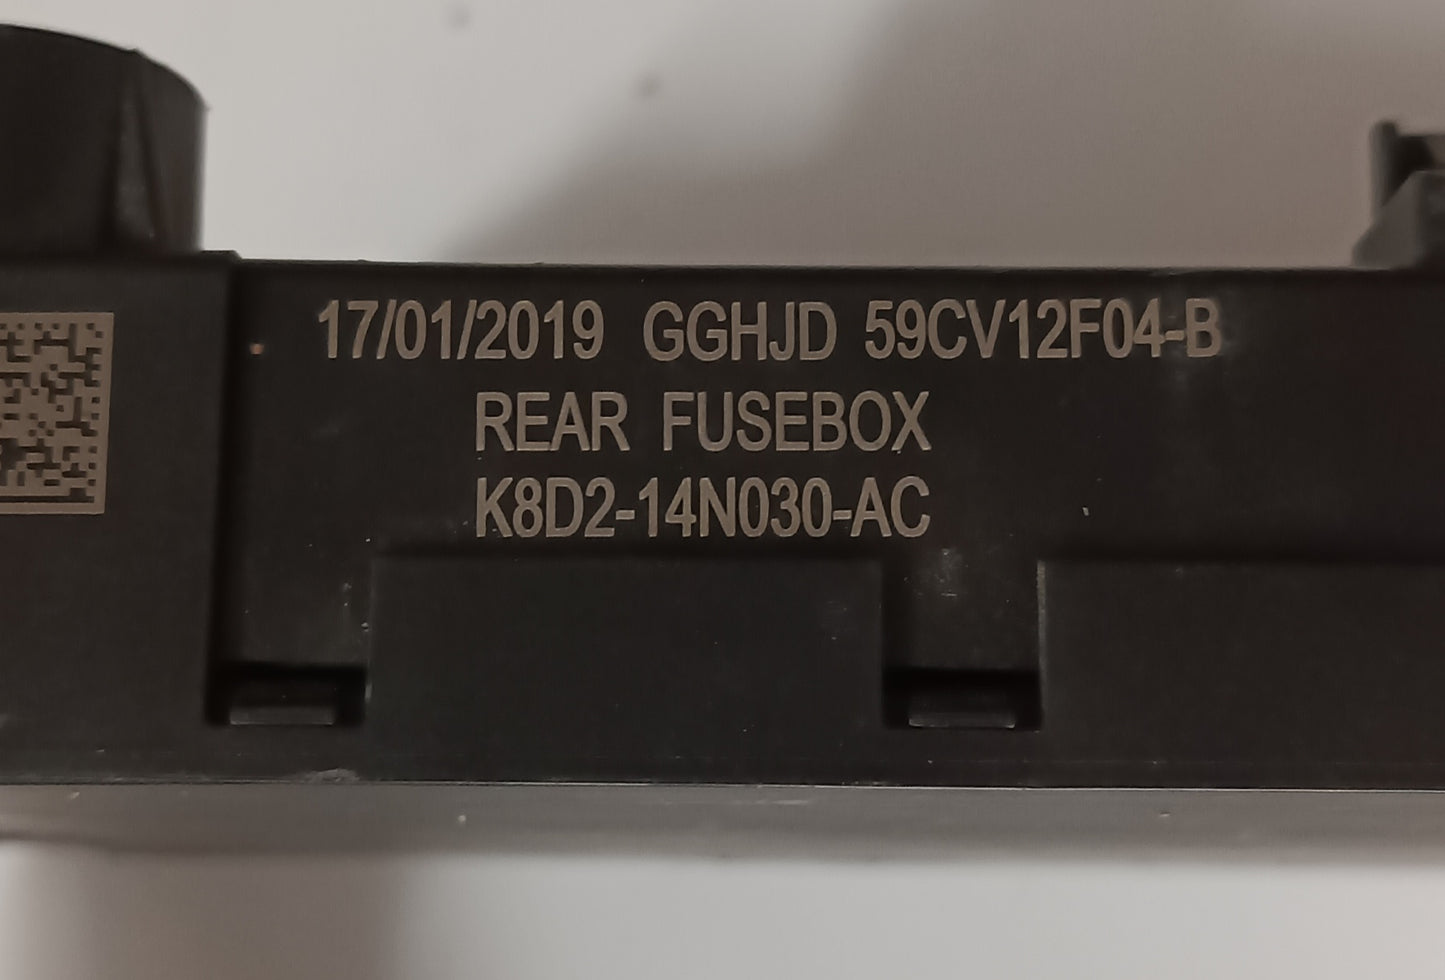 17/01/2019 GGHJD 59CV12F04-B
REAR FUSEBOX
K8D2-14N030-AC